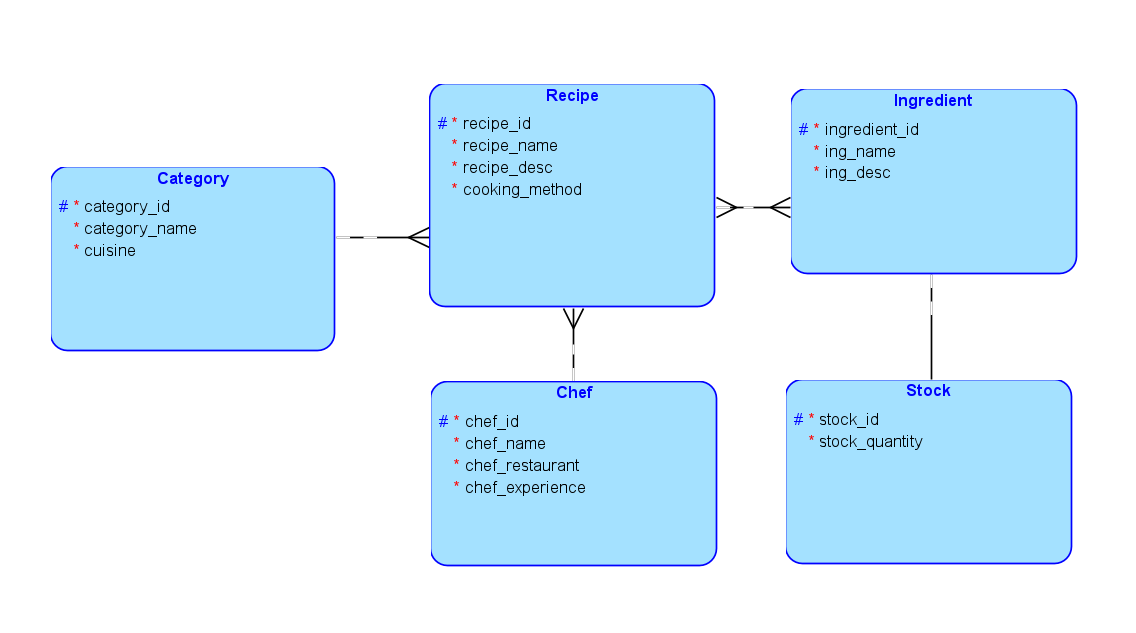 Category
# * category_id
* category_name
* cuisine
Recipe
# * recipe_id
* recipe_name
* recipe_desc
* cooking_method
Ingredient
# * ingredient_id
* ing_name
* ing_desc
Chef
# * chef_id
* chef_name
* chef_restaurant
* chef_experience
Stock
# * stock_id
* stock_quantity